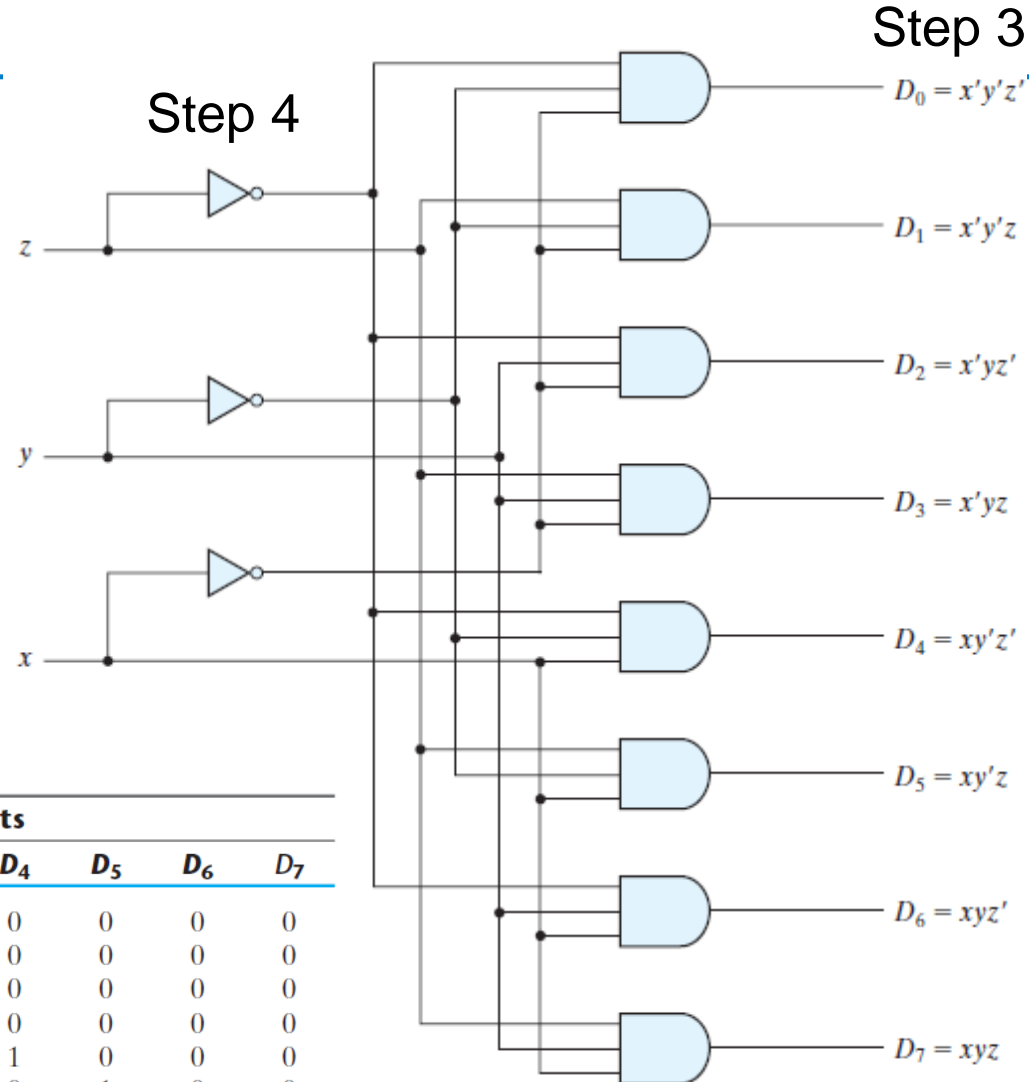 Step 3
Step 4
D₀ = x'y'z'
D₁ = x'y'z
z
D₂ = x'yz'
y
D₃ = x'yz
x
D₄ = xy'z'
D₅ = xy'z
D₆ = xyz'
D₇ = xyz
ts
D₄ D₅ D₆ D₇
0 0 0 0
0 0 0 0
0 0 0 0
0 0 0 0
1 0 0 0